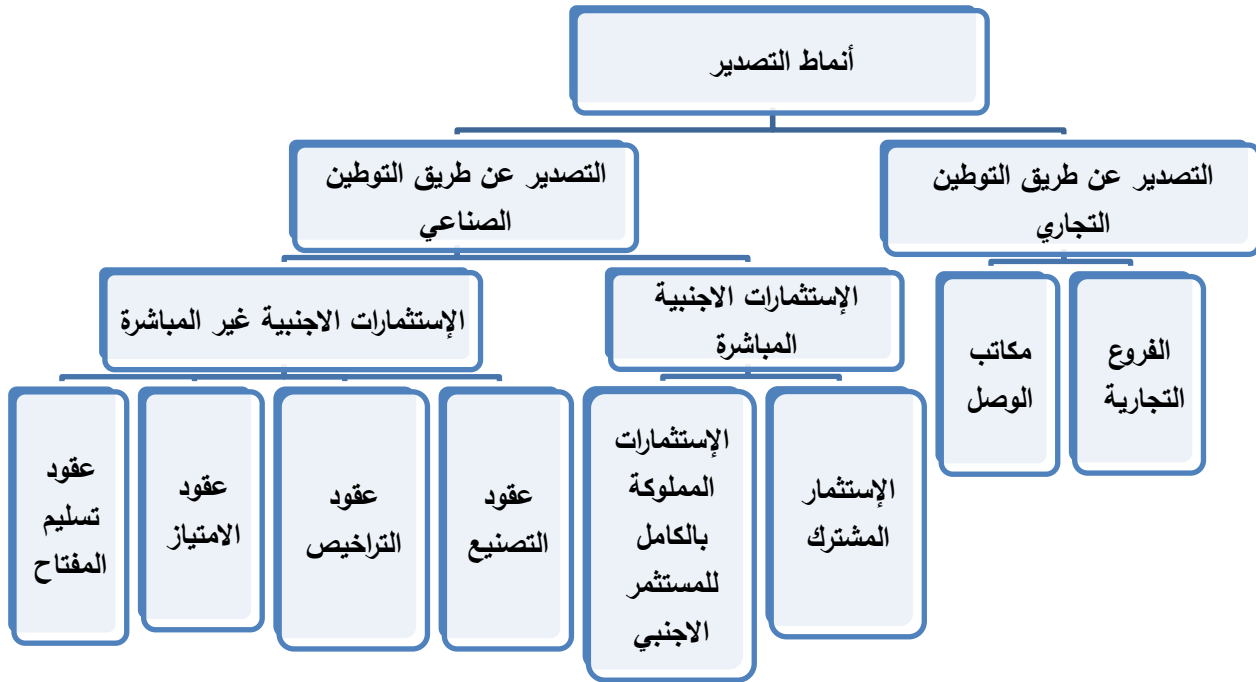 أنماط التصدير
التصدير عن طريق التوطين
التجاري
التصدير عن طريق التوطين
الصناعي
الفروع
التجارية
مكاتب
الوصل
الإستثمارات الاجنبية
المباشرة
الإستثمارات الاجنبية غير المباشرة
الإستثمار
المشترك
الإستثمارات
المملوكة
بالكامل
للمستثمر
الاجنبي
عقود
التصنيع
عقود
التراخيص
عقود
الامتياز
عقود
تسليم
المفتاح